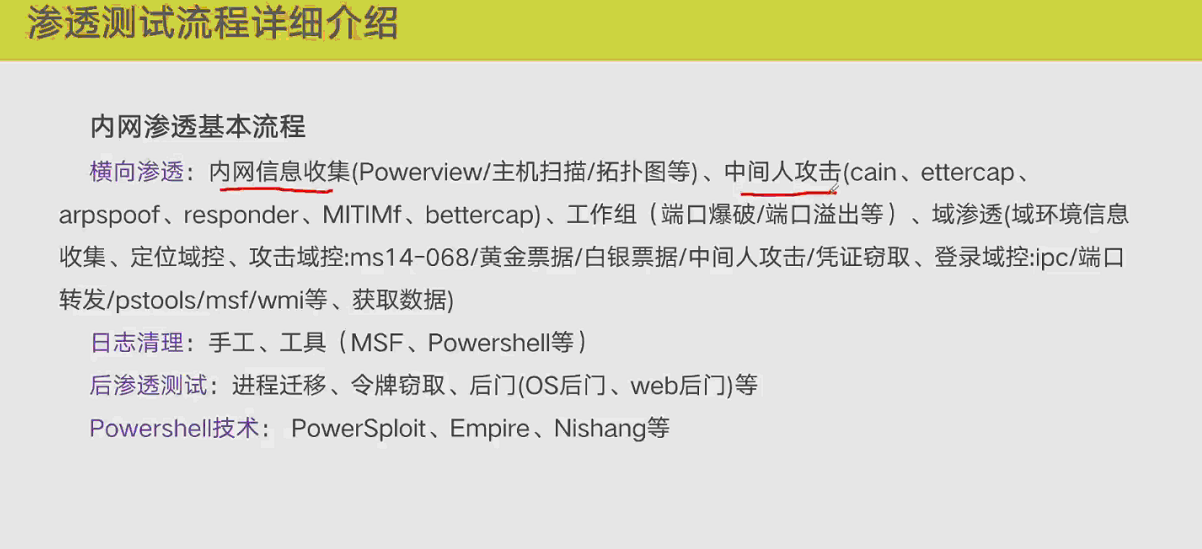 渗透测试流程详细介绍
内网渗透基本流程
横向渗透：内网信息收集(Powerview/主机扫描/拓扑图等)、中间人攻击(cain、ettercap、
arpspoof、responder、MITIMf、bettercap)、工作组（端口爆破/端口溢出等）、域渗透(域环境信息
收集、定位域控、攻击域控:ms14-068/黄金票据/白银票据/中间人攻击/凭证窃取、登录域控:ipc/端口
转发/pstools/msf/wmi等、获取数据)
日志清理：手工、工具（MSF、Powershell等）
后渗透测试：进程迁移、令牌窃取、后门(OS后门、web后门)等
Powershell技术： PowerSploit、Empire、Nishang等